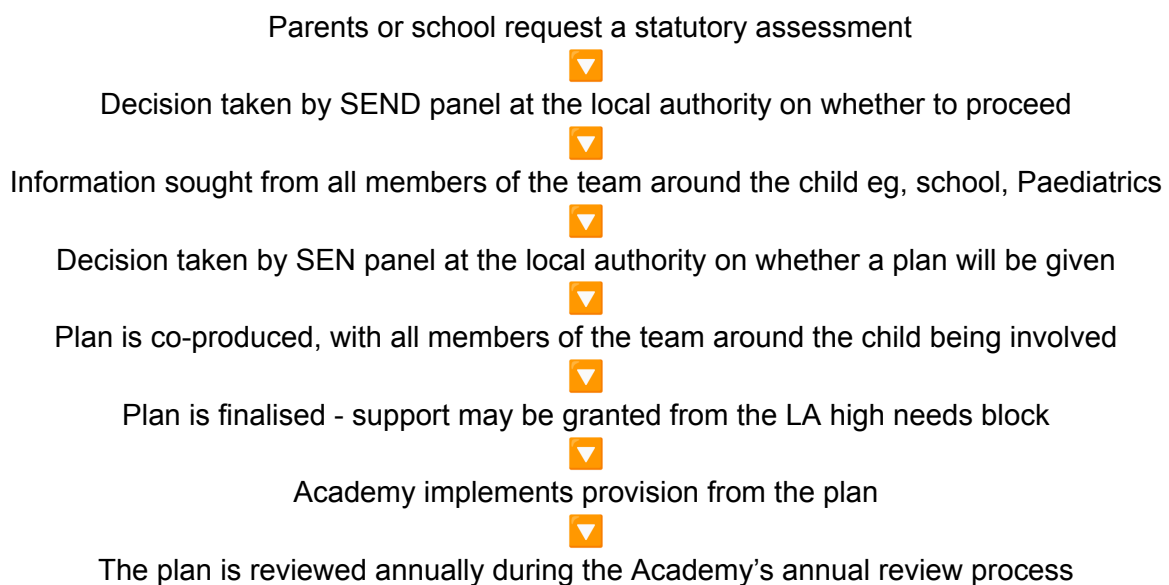 Parents or school request a statutory assessment
Decision taken by SEND panel at the local authority on whether to proceed
Information sought from all members of the team around the child eg, school, Paediatrics
Decision taken by SEN panel at the local authority on whether a plan will be given
Plan is co-produced, with all members of the team around the child being involved
Plan is finalised - support may be granted from the LA high needs block
Academy implements provision from the plan
The plan is reviewed annually during the Academy’s annual review process